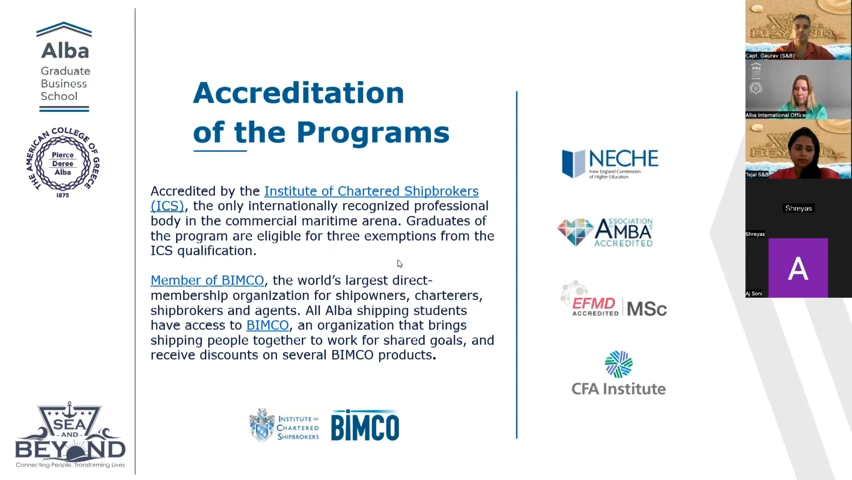 Alba
Graduate
Business
School
THE AMERICAN COLLEGE OF GREECE
Pierce
Deree
Alba
1875
SEA
AND
BEYOND
Connecting People, Transforming Lives
Accreditation
of the Programs
Accredited by the Institute of Chartered Shipbrokers
(ICS), the only internationally recognized professional
body in the commercial maritime arena. Graduates of
the program are eligible for three exemptions from the
ICS qualification.
Member of BIMCO, the world's largest direct-
membership organization for shipowners, charterers,
shipbrokers and agents. All Alba shipping students
have access to BIMCO, an organization that brings
shipping people together to work for shared goals, and
receive discounts on several BIMCO products.
INSTITUTE OF
CHARTERED
SHIPBROKERS
BIMCO
NECHE
New England Commission
of Higher Education
ASSOCIATION
AMBA
ACCREDITED
EFMD
ACCREDITED
MSc
CFA Institute
Capt. Gaurav (S&B)
Alba
Alba International Office
Tejal S&B
Shreyas
Shreyas
A
Aj Soni